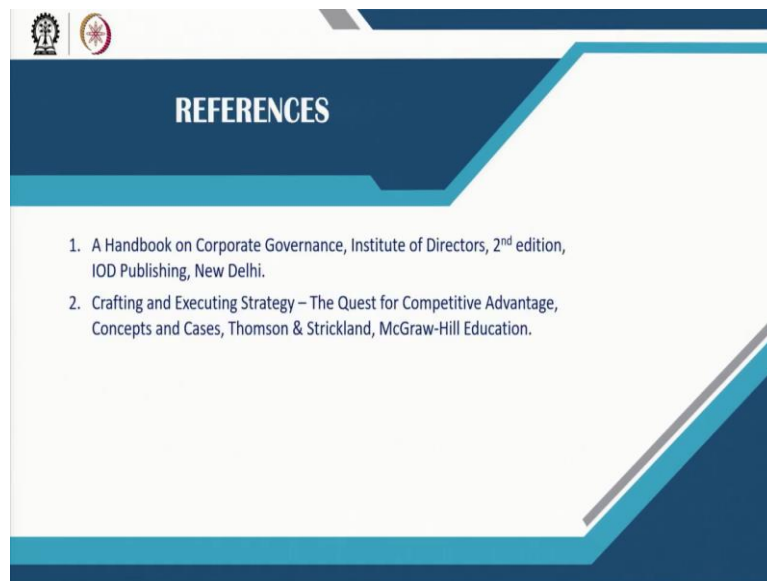 REFERENCES
1. A Handbook on Corporate Governance, Institute of Directors, 2nd edition,
IOD Publishing, New Delhi.
2. Crafting and Executing Strategy – The Quest for Competitive Advantage,
Concepts and Cases, Thomson & Strickland, McGraw-Hill Education.